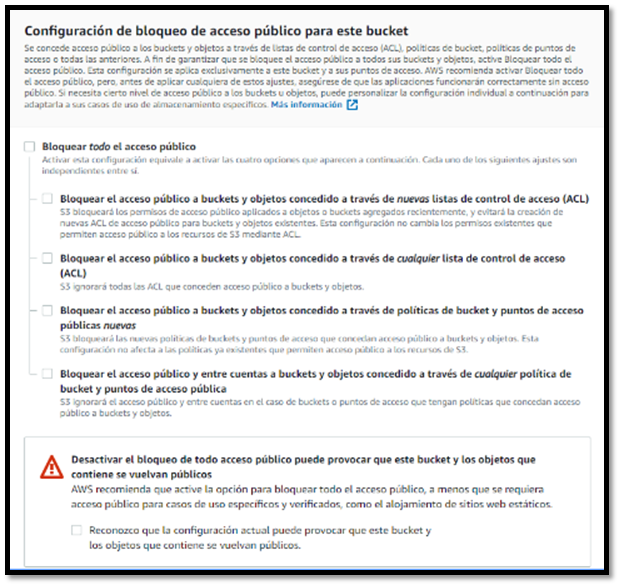 Configuración de bloqueo de acceso público para este bucket
Se concede acceso público a los buckets y objetos a través de listas de control de acceso (ACL), políticas de bucket, políticas de puntos de
acceso o todas las anteriores. A fin de garantizar que se bloquee el acceso público a todos sus buckets y objetos, active Bloquear todo el
acceso público. Esta configuración se aplica exclusivamente a este bucket y a sus puntos de acceso. AWS recomienda activar Bloquear todo
el acceso público, pero, antes de aplicar cualquiera de estos ajustes, asegúrese de que las aplicaciones funcionarán correctamente sin acceso
público. Si necesita cierto nivel de acceso público a los buckets u objetos, puede personalizar la configuración individual a continuación para
adaptarla a sus casos de uso de almacenamiento específicos. Más información
Bloquear todo el acceso público
Activar esta configuración equivale a activar las cuatro opciones que aparecen a continuación. Cada uno de los siguientes ajustes son
independientes entre sí.
Bloquear el acceso público a buckets y objetos concedido a través de nuevas listas de control de acceso (ACL)
S3 bloqueará los permisos de acceso público aplicados a objetos o buckets agregados recientemente, y evitará la creación de
nuevas ACL de acceso público para buckets y objetos existentes. Esta configuración no cambia los permisos existentes que
permiten acceso público a los recursos de S3 mediante ACL.
Bloquear el acceso público a buckets y objetos concedido a través de cualquier lista de control de acceso
(ACL)
S3 ignorará todas las ACL que conceden acceso público a buckets y objetos.
Bloquear el acceso público a buckets y objetos concedido a través de políticas de bucket y puntos de acceso
públicas nuevas
S3 bloqueará las nuevas políticas de buckets y puntos de acceso que concedan acceso público a buckets y objetos. Esta
configuración no afecta a las políticas ya existentes que permiten acceso público a los recursos de S3.
Bloquear el acceso público y entre cuentas a buckets y objetos concedido a través de cualquier política de
bucket y puntos de acceso pública
S3 ignorará el acceso público y entre cuentas en el caso de buckets o puntos de acceso que tengan políticas que concedan acceso
público a buckets y objetos.
Desactivar el bloqueo de todo acceso público puede provocar que este bucket y los objetos que
contiene se vuelvan públicos
AWS recomienda que active la opción para bloquear todo el acceso público, a menos que se requiera
acceso público para casos de uso específicos y verificados, como el alojamiento de sitios web estáticos.
Reconozco que la configuración actual puede provocar que este bucket y
los objetos que contiene se vuelvan públicos.